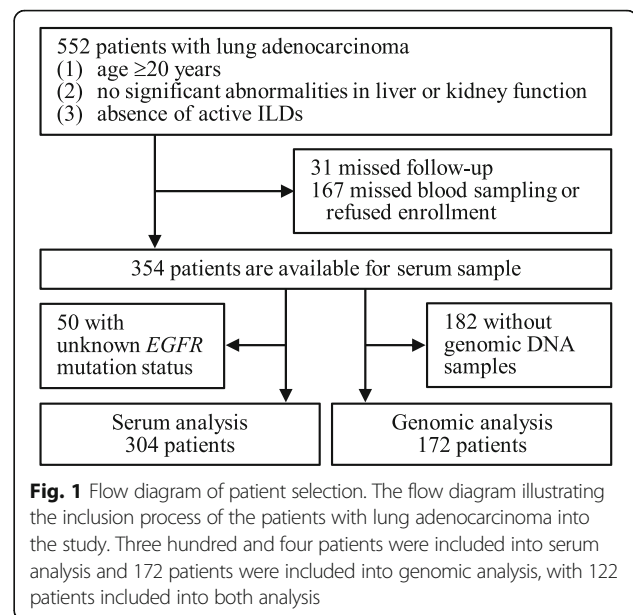 552 patients with lung adenocarcinoma
(1) age ≥20 years
(2) no significant abnormalities in liver or kidney function
(3) absence of active ILDs
31 missed follow-up
167 missed blood sampling or
refused enrollment
354 patients are available for serum sample
50 with
unknown EGFR
mutation status
182 without
genomic DNA
samples
Serum analysis
304 patients
Genomic analysis
172 patients
Fig. 1 Flow diagram of patient selection. The flow diagram illustrating
the inclusion process of the patients with lung adenocarcinoma into
the study. Three hundred and four patients were included into serum
analysis and 172 patients were included into genomic analysis, with 122
patients included into both analysis